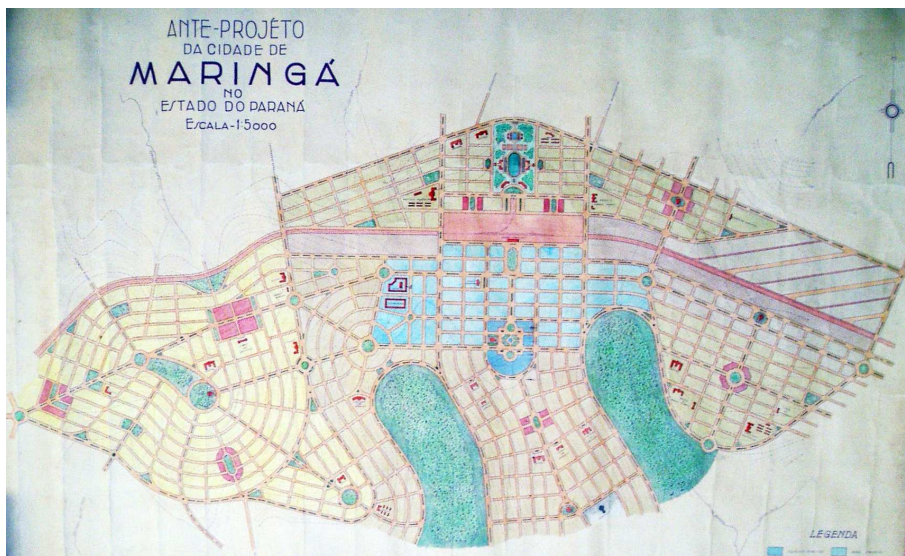 ANTE-PROJÉTO
DA CIDADE DE
MARINGÁ
NO
ESTADO DO PARANÁ
ESCALA-1:5000
LEGENDA